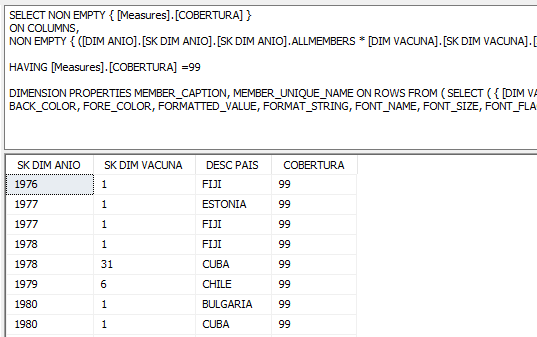 SELECT NON EMPTY { [Measures].[COBERTURA] }
ON COLUMNS,
NON EMPTY { ([DIM ANIO].[SK DIM ANIO].[SK DIM ANIO].ALLMEMBERS * [DIM VACUNA].[SK DIM VACUNA].[
HAVING [Measures].[COBERTURA] =99
DIMENSION PROPERTIES MEMBER_CAPTION, MEMBER_UNIQUE_NAME ON ROWS FROM ( SELECT ( { [DIM VA
BACK_COLOR, FORE_COLOR, FORMATTED_VALUE, FORMAT_STRING, FONT_NAME, FONT_SIZE, FONT_FLA
SK DIM ANIO SK DIM VACUNA DESC PAIS COBERTURA
1976 1 FIJI 99
1977 1 ESTONIA 99
1977 1 FIJI 99
1978 1 FIJI 99
1978 31 CUBA 99
1979 6 CHILE 99
1980 1 BULGARIA 99
1980 1 CUBA 99